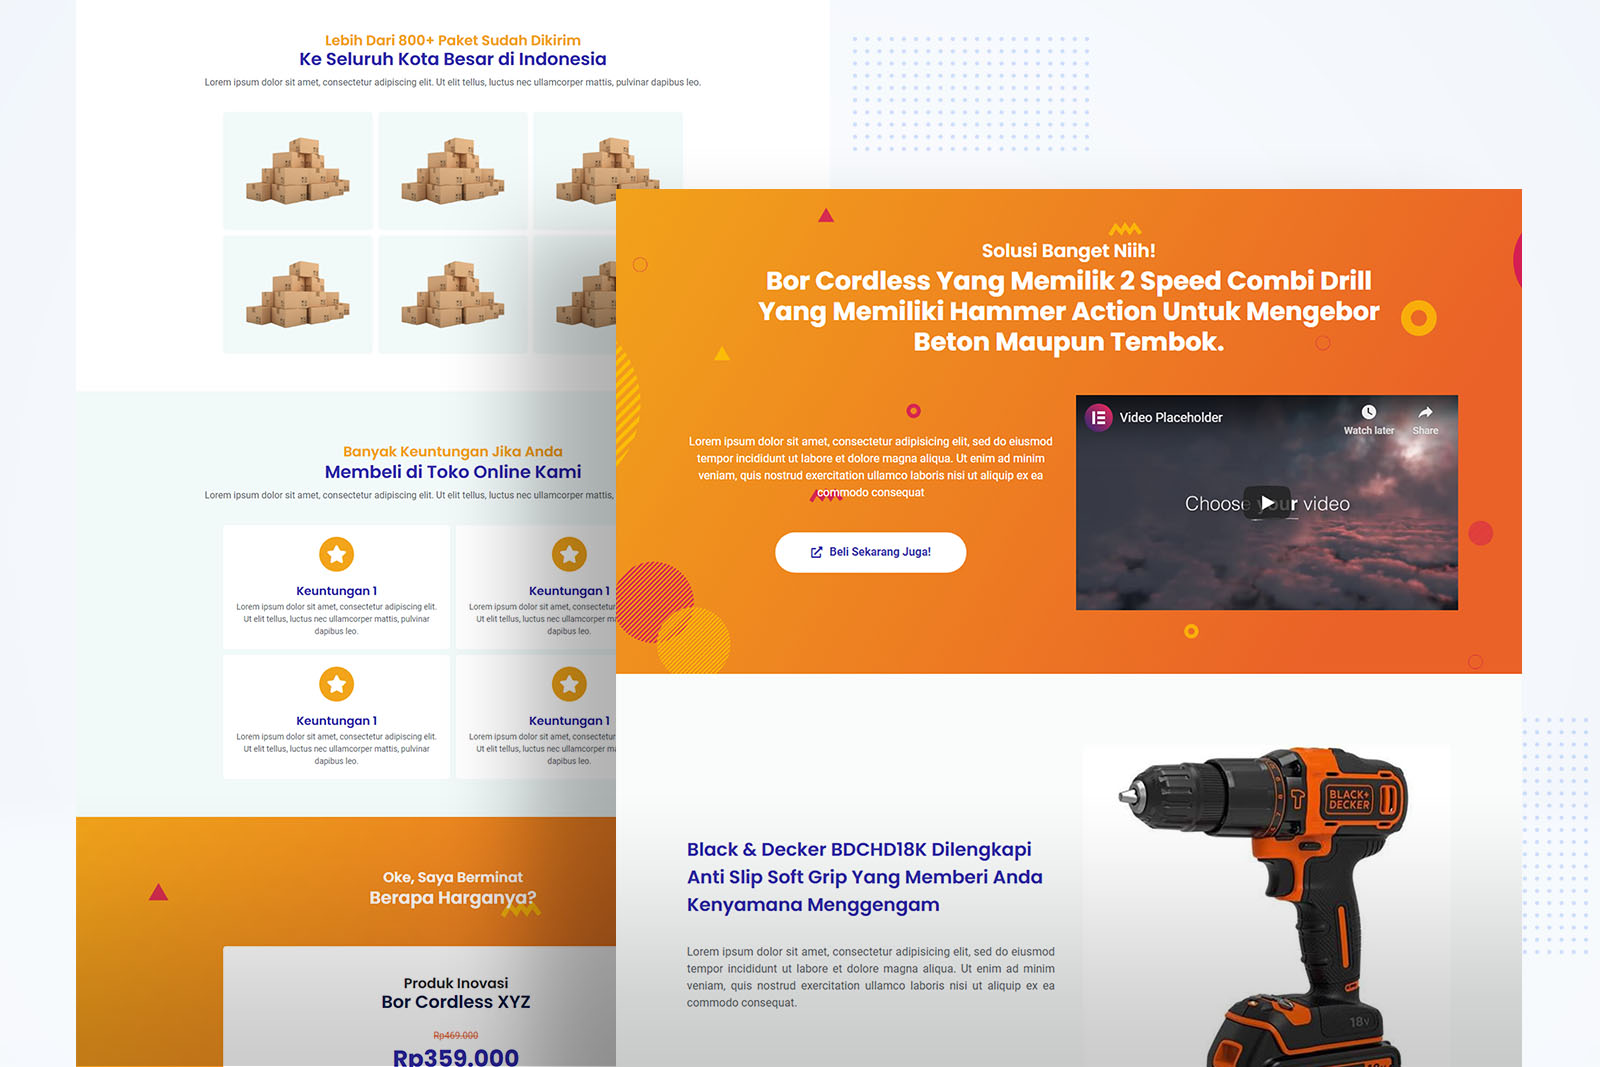 Lebih Dari 800+ Paket Sudah Dikirim
Ke Seluruh Kota Besar di Indonesia
Lorem ipsum dolor sit amet, consectetur adipiscing elit. Ut elit tellus, luctus nec ullamcorper mattis, pulvinar dapibus leo.
Banyak Keuntungan Jika Anda
Membeli di Toko Online Kami
Lorem ipsum dolor sit amet, consectetur adipiscing elit. Ut elit tellus, luctus nec ullamcorper mattis,
Keuntungan 1
Lorem ipsum dolor sit amet, consectetur adipiscing elit.
Ut elit tellus, luctus nec ullamcorper mattis, pulvinar
dapibus leo.
Keuntungan 1
Lorem ipsum dolor sit amet, consectetur
Ut elit tellus, luctus nec ullamcorper
dapibus leo.
Keuntungan 1
Lorem ipsum dolor sit amet, consectetur adipiscing elit.
Ut elit tellus, luctus nec ullamcorper mattis, pulvinar
dapibus leo.
Keuntungan 1
Lorem ipsum dolor sit amet, consectetur
Ut elit tellus, luctus nec ullamcorper
dapibus leo.
Oke, Saya Berminat
Berapa Harganya?
Produk Inovasi
Bor Cordless XYZ
Rp469.000
Rp359.000
Solusi Banget Niih!
Bor Cordless Yang Memilik 2 Speed Combi Drill
Yang Memiliki Hammer Action Untuk Mengebor
Beton Maupun Tembok.
Lorem ipsum dolor sit amet, consectetur adipisicing elit, sed do eiusmod
tempor incididunt ut labore et dolore magna aliqua. Ut enim ad minim
veniam, quis nostrud exercitation ullamco laboris nisi ut aliquip ex ea
commodo consequat
Beli Sekarang Juga!
Video Placeholder
Watch later
Share
Choose your video
Black & Decker BDCHD18K Dilengkapi
Anti Slip Soft Grip Yang Memberi Anda
Kenyamana Menggengam
Lorem ipsum dolor sit amet, consectetur adipisicing elit, sed do eiusmod
tempor incididunt ut labore et dolore magna aliqua. Ut enim ad minim
veniam, quis nostrud exercitation ullamco laboris nisi ut aliquip ex ea
commodo consequat.
BLACK+
DECKER
18V